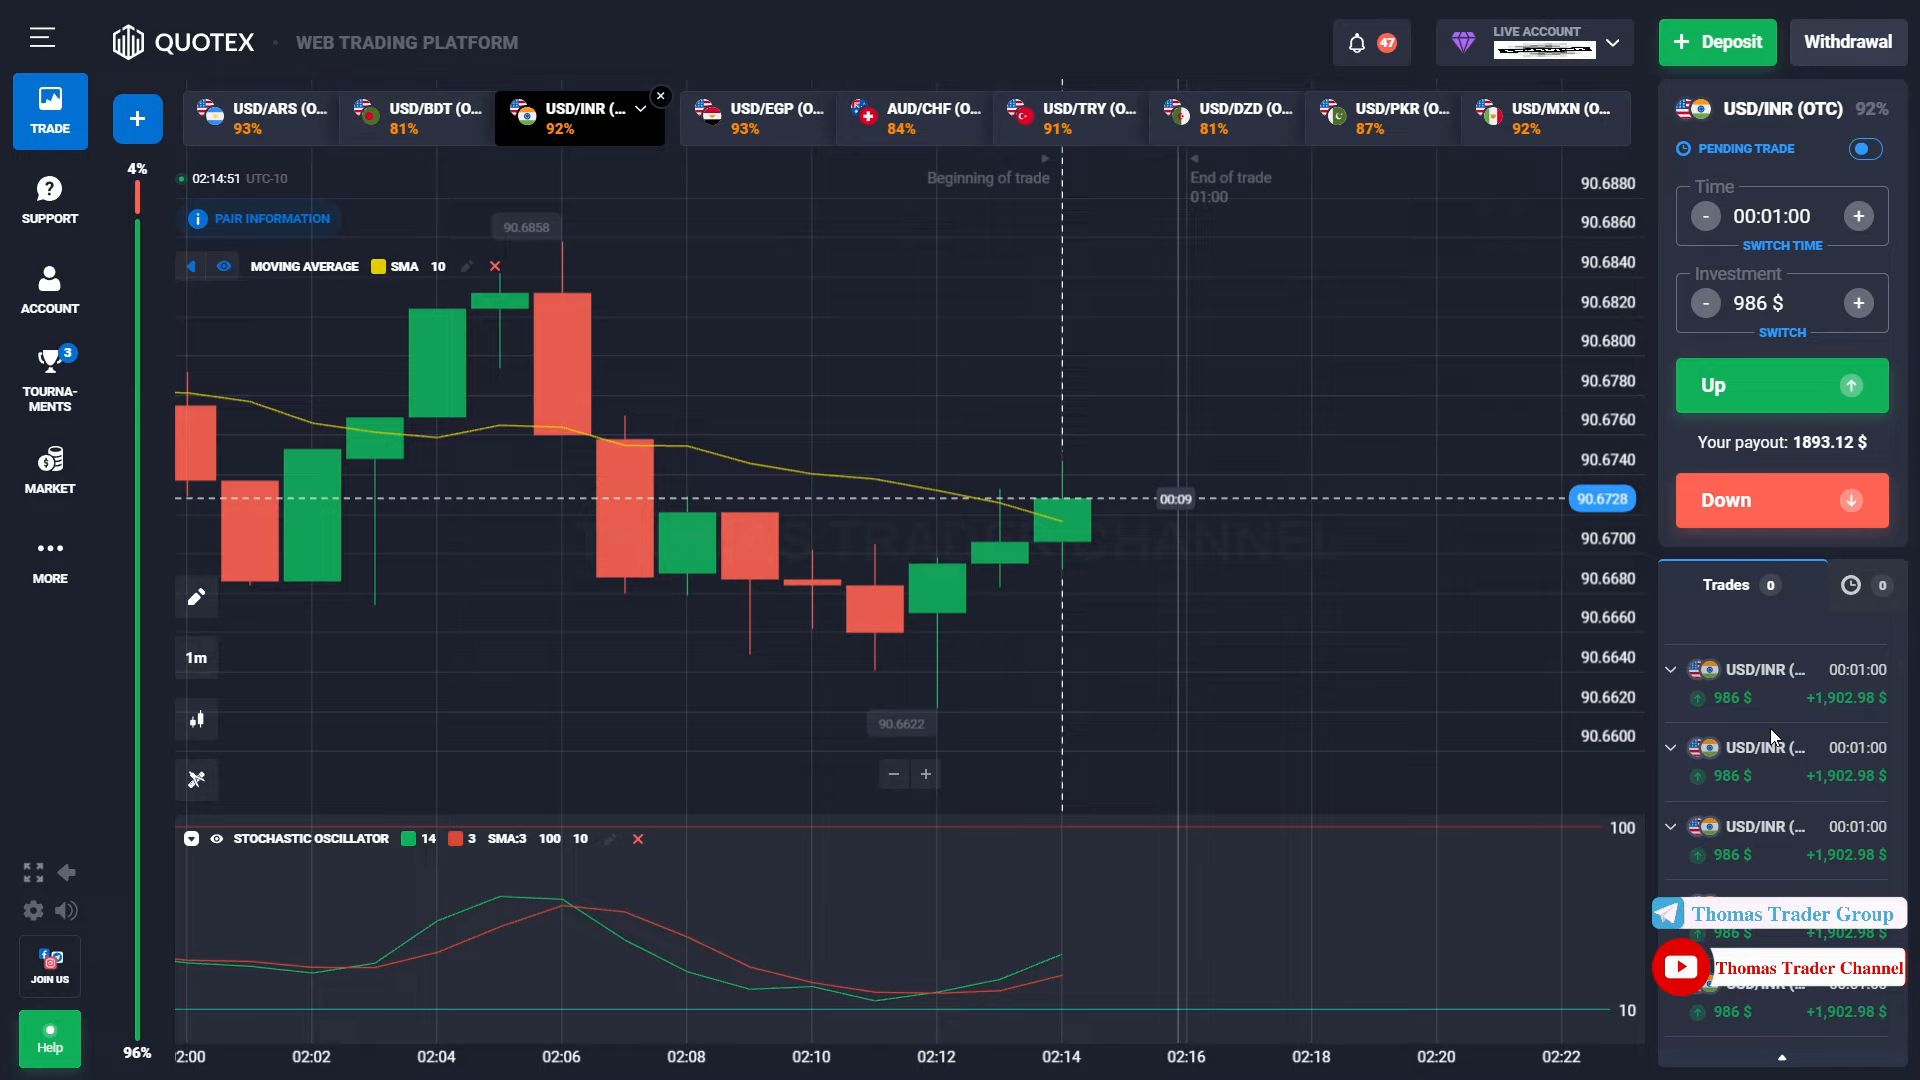 QUOTEX
WEB TRADING PLATFORM
47
LIVE ACCOUNT
+ Deposit
Withdrawal
TRADE
SUPPORT
ACCOUNT
3
TOURNA-
MENTS
MARKET
MORE
JOIN US
Help
+
4%
96%
USD/ARS (O...
93%
USD/BDT (O...
81%
USD/INR (...
92%
USD/EGP (O...
93%
AUD/CHF (O...
84%
USD/TRY (O...
91%
USD/DZD (O...
81%
USD/PKR (O...
87%
USD/MXN (O...
92%
02:14:51 UTC-10
PAIR INFORMATION
MOVING AVERAGE SMA 10
90.6858
Beginning of trade
End of trade
01:00
90.6880
90.6860
90.6840
90.6820
90.6800
90.6780
90.6760
90.6740
00:09
90.6728
90.6700
90.6680
90.6660
90.6640
90.6620
90.6600
THOMAS TRADER CHANNEL
1m
90.6622
STOCHASTIC OSCILLATOR 14 3 SMA:3 100 10
100
10
2:00 02:02 02:04 02:06 02:08 02:10 02:12 02:14 02:16 02:18 02:20 02:22
USD/INR (OTC) 92%
PENDING TRADE
Time
- 00:01:00 +
SWITCH TIME
Investment
- 986 $ +
SWITCH
Up
Your payout: 1893.12 $
Down
Trades 0
0
USD/INR (... 00:01:00
986 $ +1,902.98 $
USD/INR (... 00:01:00
986 $ +1,902.98 $
USD/INR (... 00:01:00
986 $ +1,902.98 $
Thomas Trader Group
986 $ +1,902.98 $
Thomas Trader Channel
986 $ +1,902.98 $